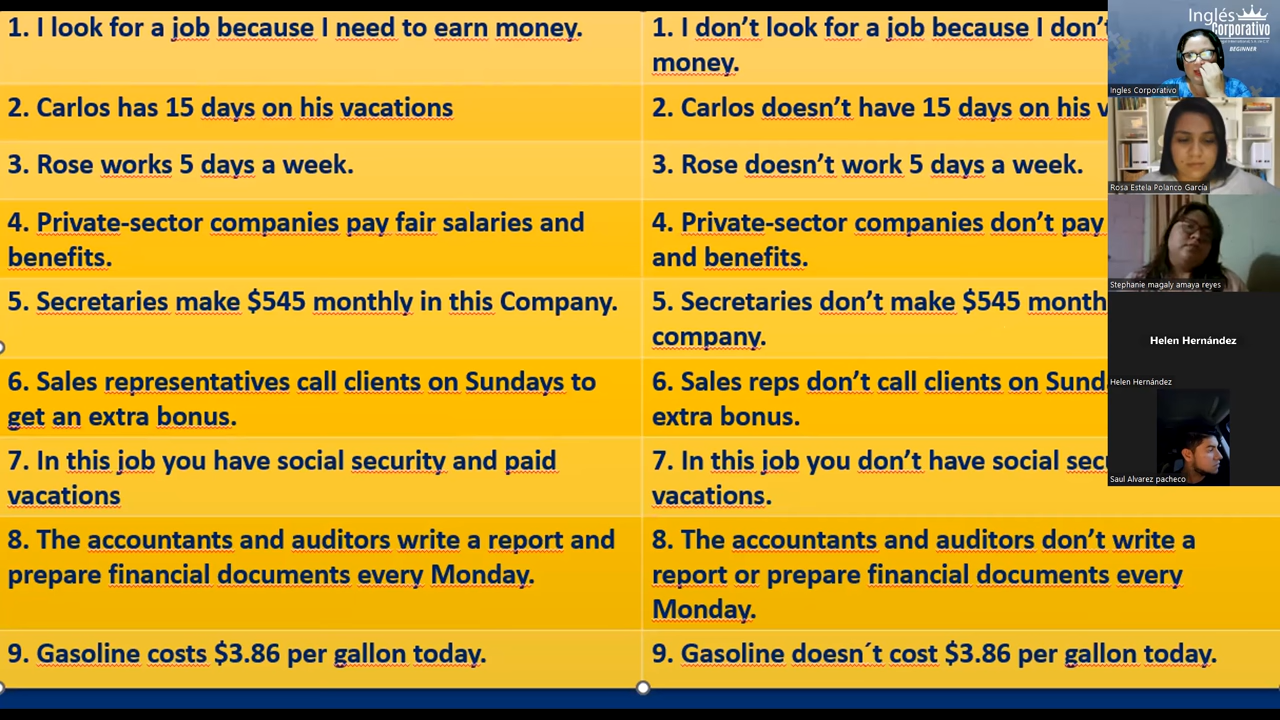 1. I look for a job because I need to earn money.
2. Carlos has 15 days on his vacations
3. Rose works 5 days a week.
4. Private-sector companies pay fair salaries and
benefits.
5. Secretaries make $545 monthly in this Company.
6. Sales representatives call clients on Sundays to
get an extra bonus.
7. In this job you have social security and paid
vacations
8. The accountants and auditors write a report and
prepare financial documents every Monday.
9. Gasoline costs $3.86 per gallon today.
1. I don’t look for a job because I don’t
money.
2. Carlos doesn’t have 15 days on his
3. Rose doesn’t work 5 days a week.
4. Private-sector companies don’t pay
and benefits.
5. Secretaries don’t make $545
company.
6. Sales reps don’t call clients on
extra bonus.
7. In this job you don’t have social
vacations.
8. The accountants and auditors don’t write a
report or prepare financial documents every
Monday.
9. Gasoline doesn´t cost $3.86 per gallon today.
Inglés
Corporativo
BEGINNER
Ingles Corporativo
Rosa Estela Polanco García
Stephanie magaly amaya reyes
Helen Hernández
Helen Hernández
Saul Alvarez pacheco